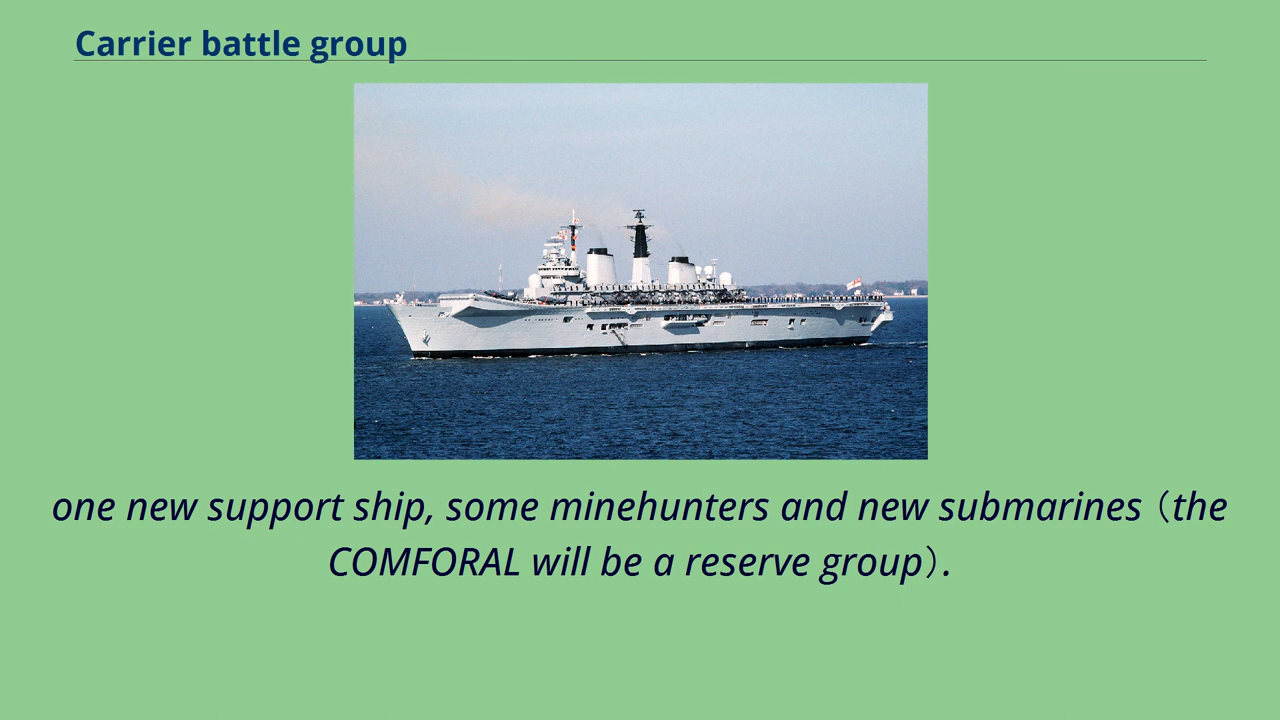 Carrier battle group
one new support ship, some minehunters and new submarines（the
COMFORAL will be a reserve group）.